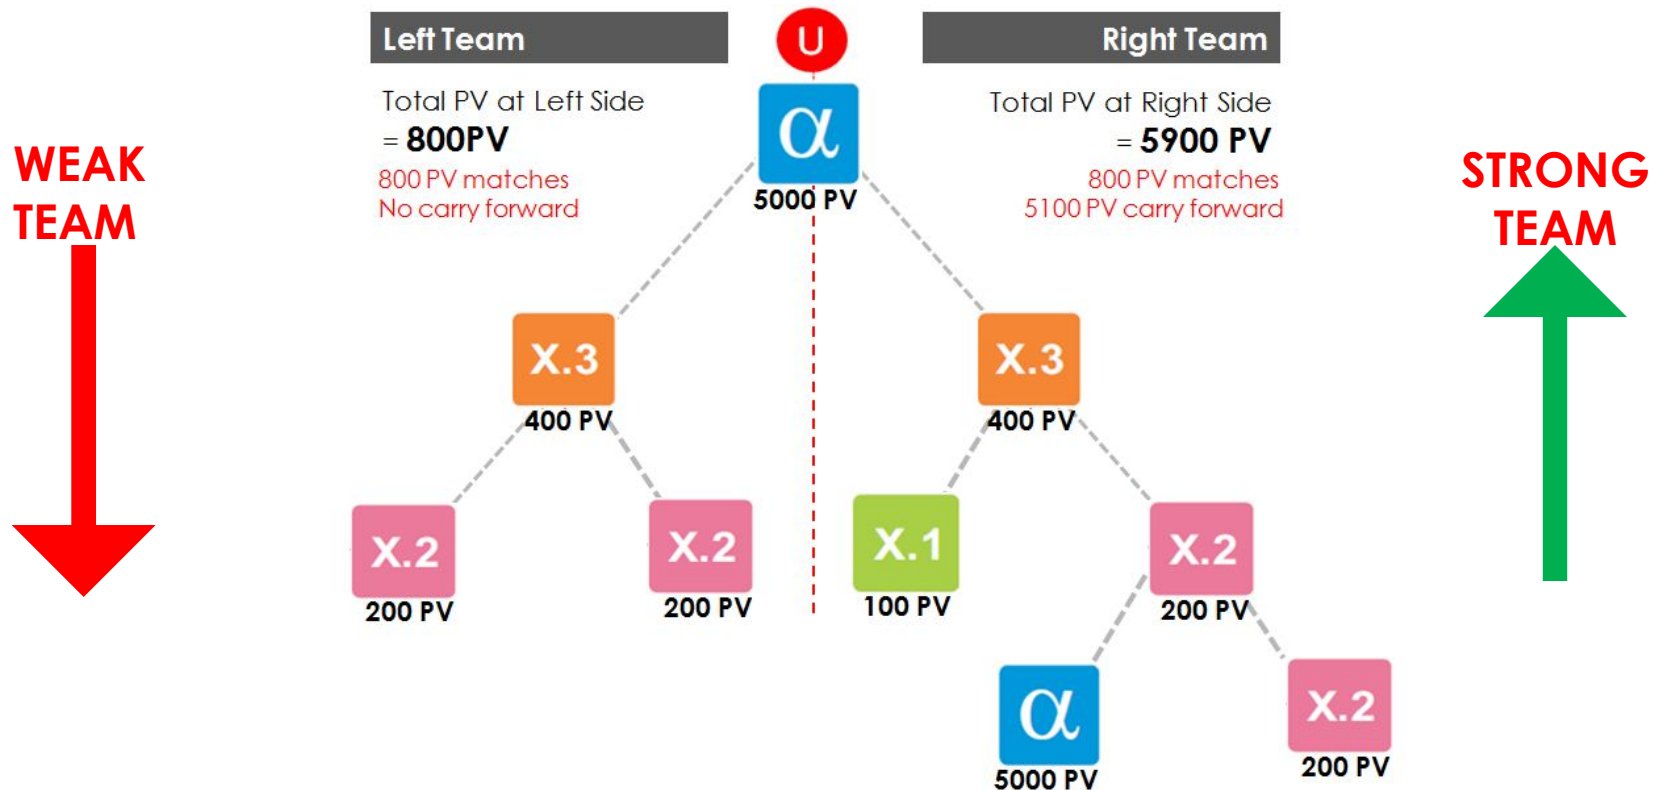 Left Team
U
Right Team
Total PV at Left Side
= 800PV
800 PV matches
No carry forward
α
5000 PV
Total PV at Right Side
= 5900 PV
800 PV matches
5100 PV carry forward
WEAK
TEAM
STRONG
TEAM
X.3
400 PV
X.3
400 PV
X.2
200 PV
X.2
200 PV
X.1
100 PV
X.2
200 PV
α
5000 PV
X.2
200 PV